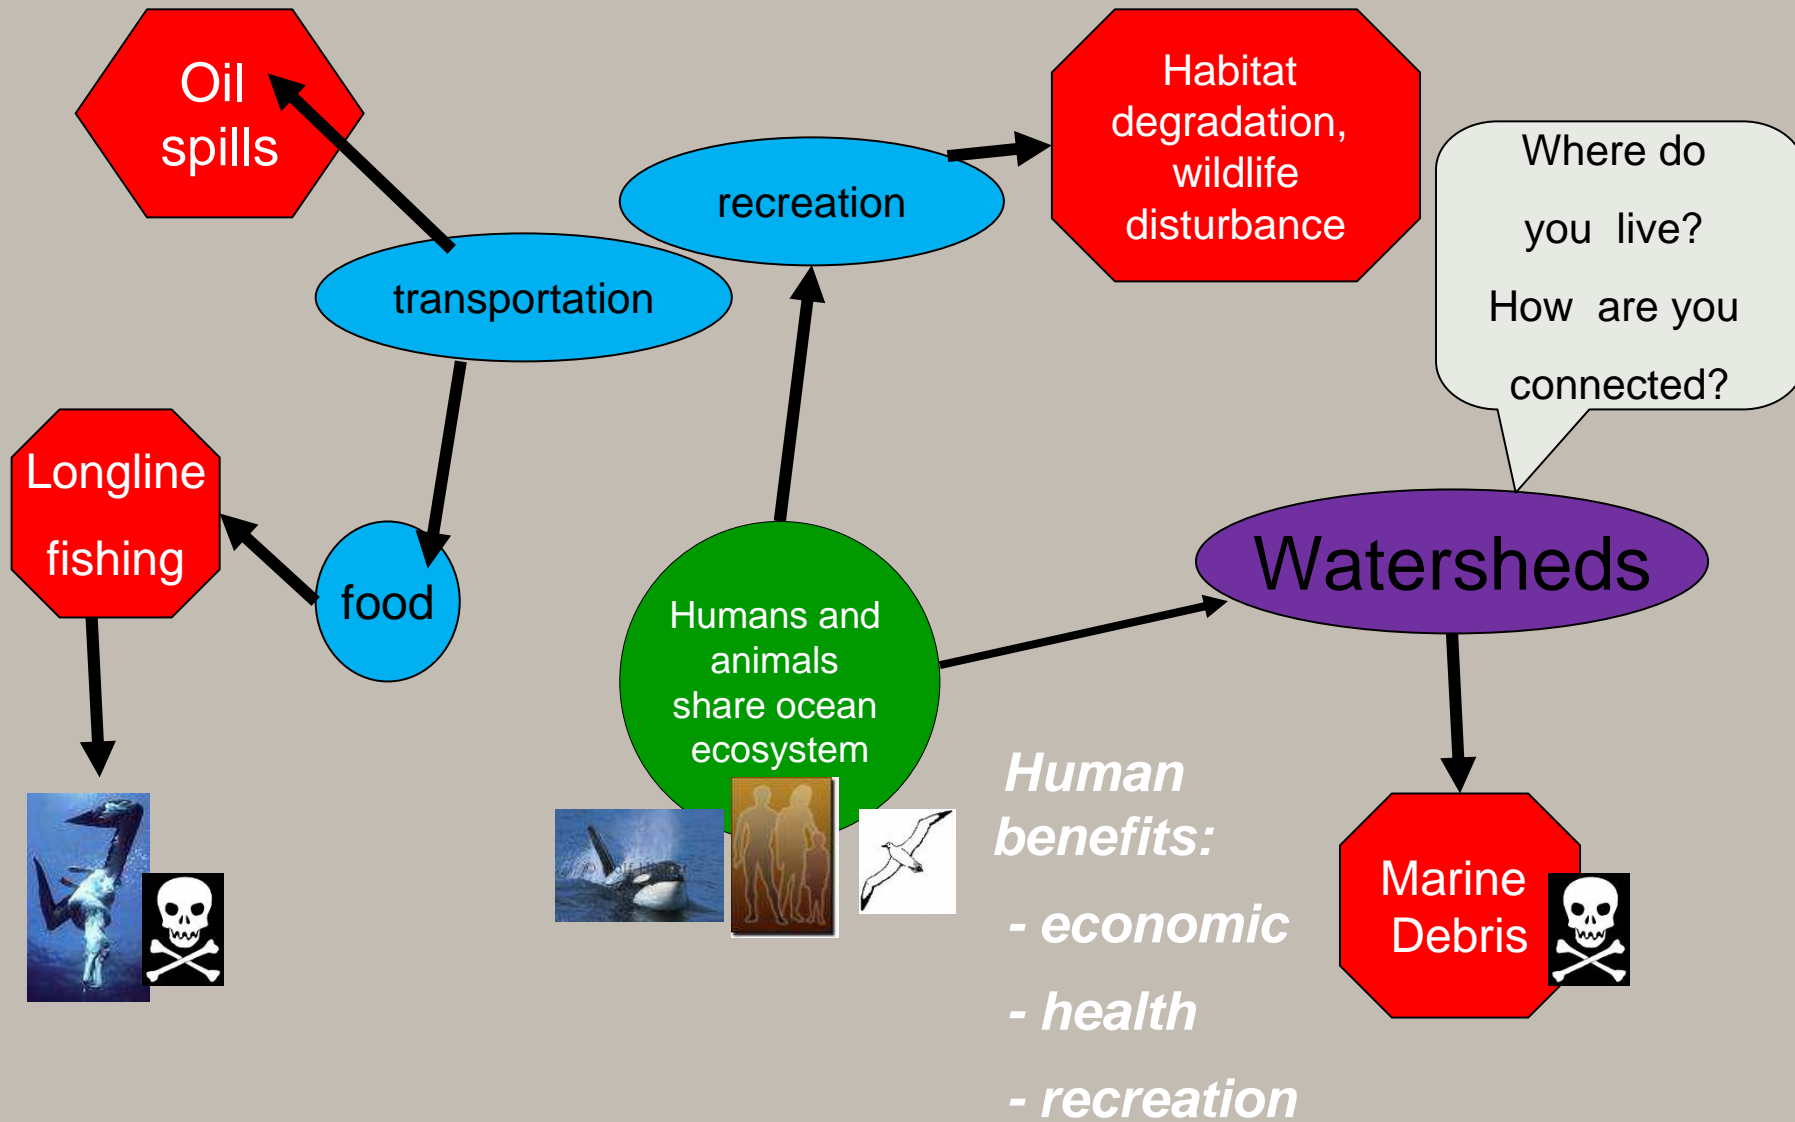 Oil
spills
Habitat
degradation,
wildlife
disturbance
Where do
you live?
How are you
connected?
recreation
transportation
Longline
fishing
food
Watersheds
Humans and
animals
share ocean
ecosystem
Human
benefits:
- economic
- health
- recreation
Marine
Debris